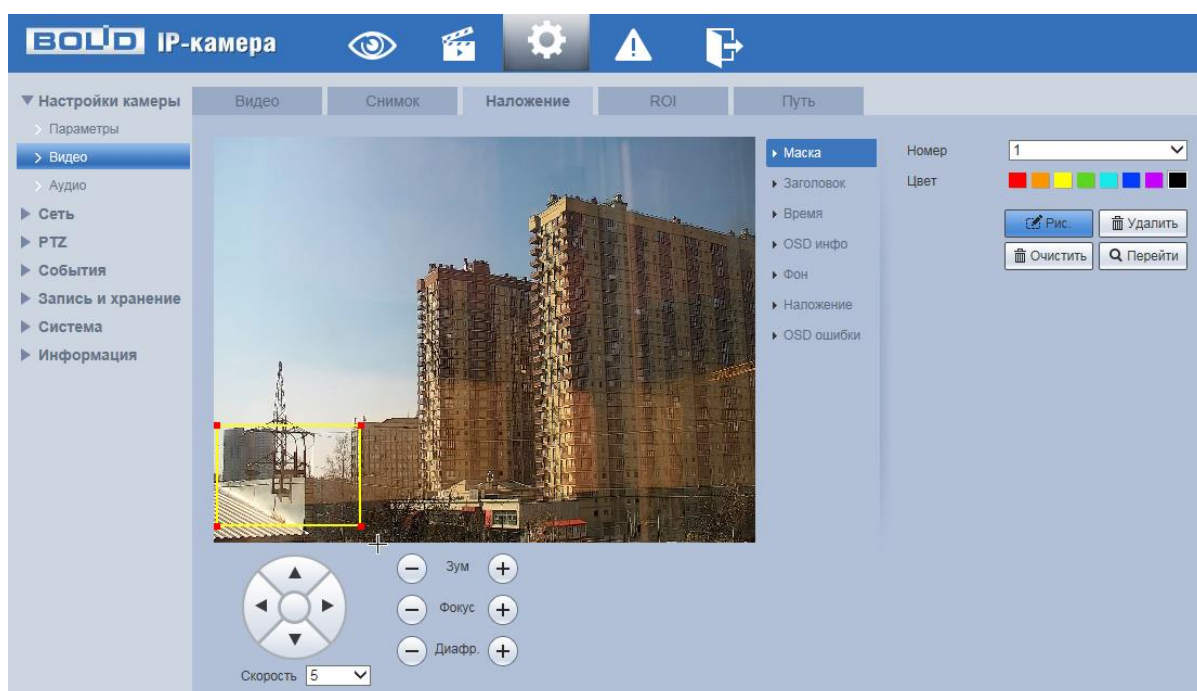 BOLID IP-камера
Настройки камеры
Параметры
Видео
Аудио
Сеть
PTZ
События
Запись и хранение
Система
Информация
Видео Снимок Наложение ROI Путь
Маска
Заголовок
Время
OSD инфо
Фон
Наложение
OSD ошибки
Номер 1
Цвет
Рис. Удалить
Очистить Перейти
Зум
Фокус
Диафр.
Скорость 5